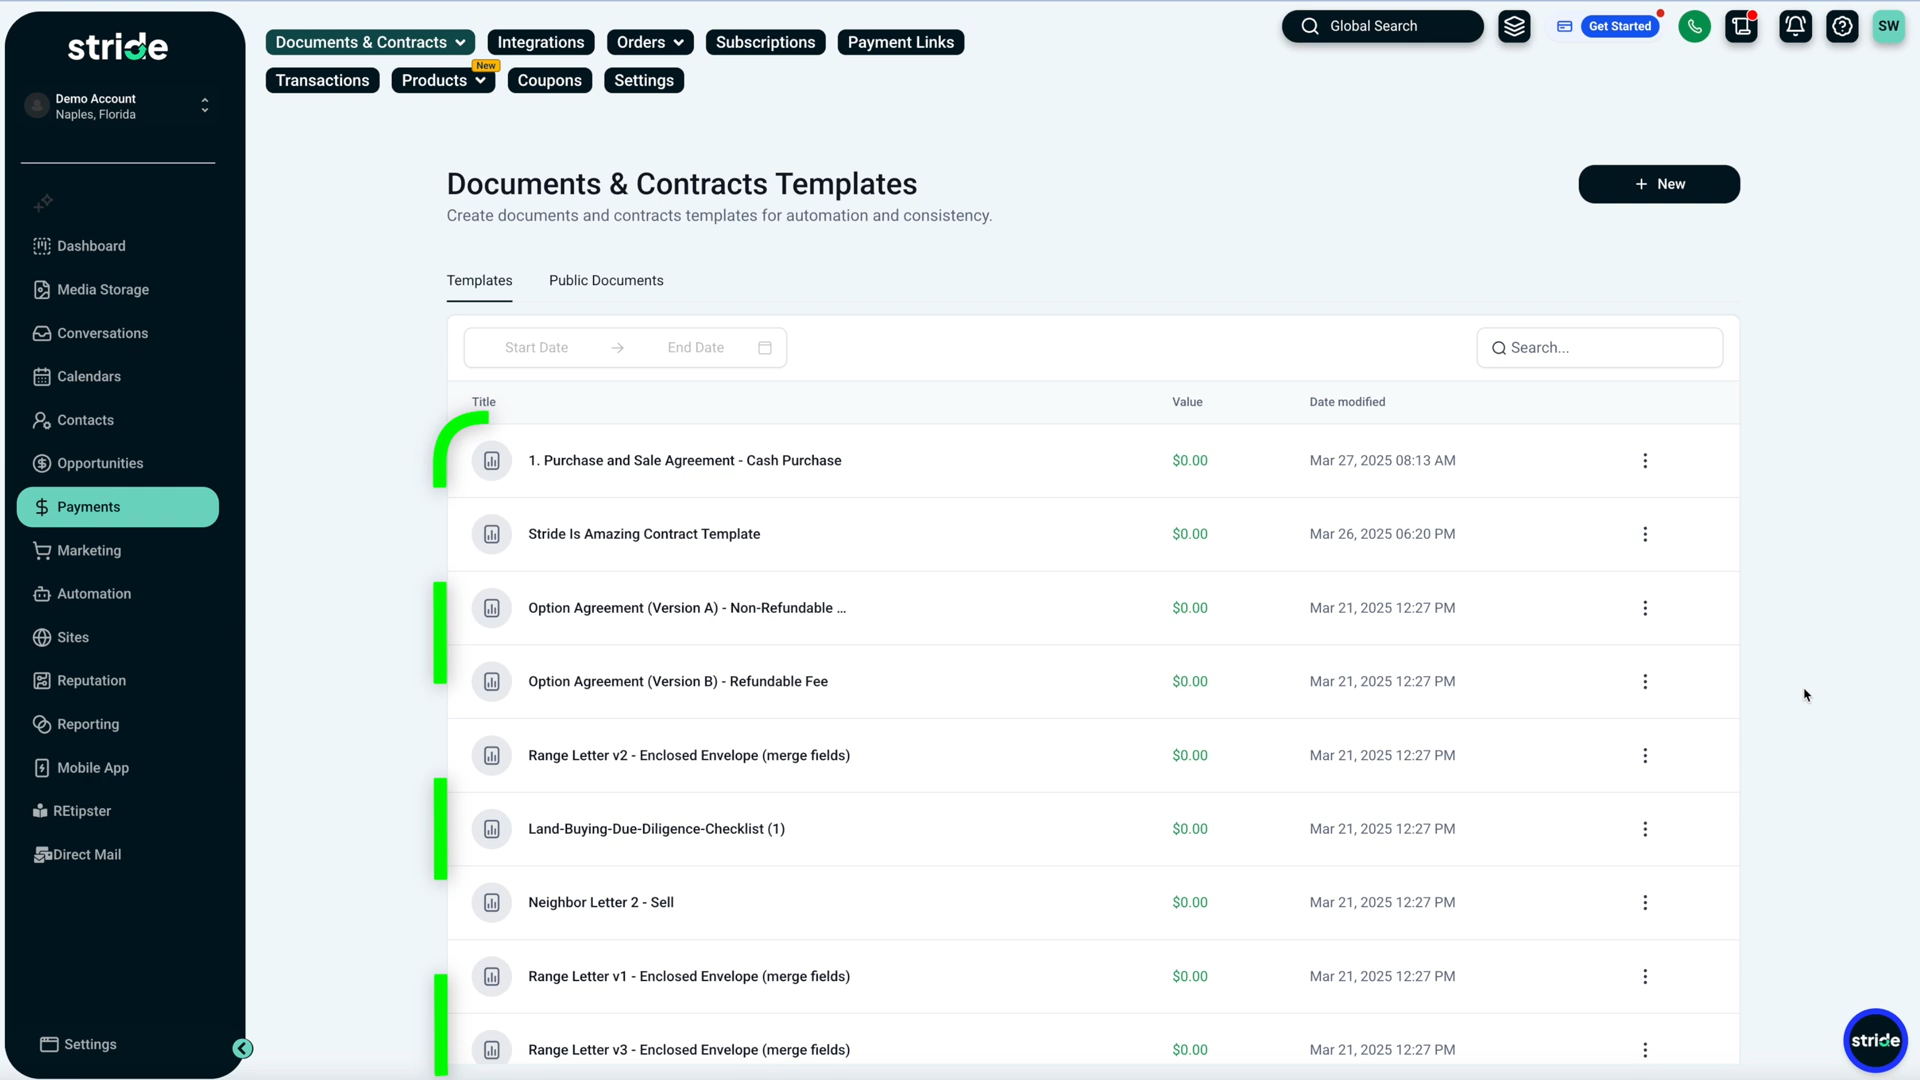 stride
Documents & Contracts
Integrations
Orders
Subscriptions
Payment Links
Global Search
Get Started
SW
Transactions
Products
New
Coupons
Settings
Demo Account
Naples, Florida
Dashboard
Media Storage
Conversations
Calendars
Contacts
Opportunities
Payments
Marketing
Automation
Sites
Reputation
Reporting
Mobile App
REtipster
Direct Mail
Settings
Documents & Contracts Templates
Create documents and contracts templates for automation and consistency.
+ New
Templates
Public Documents
Start Date → End Date
Search...
Title Value Date modified
1. Purchase and Sale Agreement - Cash Purchase $0.00 Mar 27, 2025 08:13 AM
Stride Is Amazing Contract Template $0.00 Mar 26, 2025 06:20 PM
Option Agreement (Version A) - Non-Refundable ... $0.00 Mar 21, 2025 12:27 PM
Option Agreement (Version B) - Refundable Fee $0.00 Mar 21, 2025 12:27 PM
Range Letter v2 - Enclosed Envelope (merge fields) $0.00 Mar 21, 2025 12:27 PM
Land-Buying-Due-Diligence-Checklist (1) $0.00 Mar 21, 2025 12:27 PM
Neighbor Letter 2 - Sell $0.00 Mar 21, 2025 12:27 PM
Range Letter v1 - Enclosed Envelope (merge fields) $0.00 Mar 21, 2025 12:27 PM
Range Letter v3 - Enclosed Envelope (merge fields) $0.00 Mar 21, 2025 12:27 PM
stride